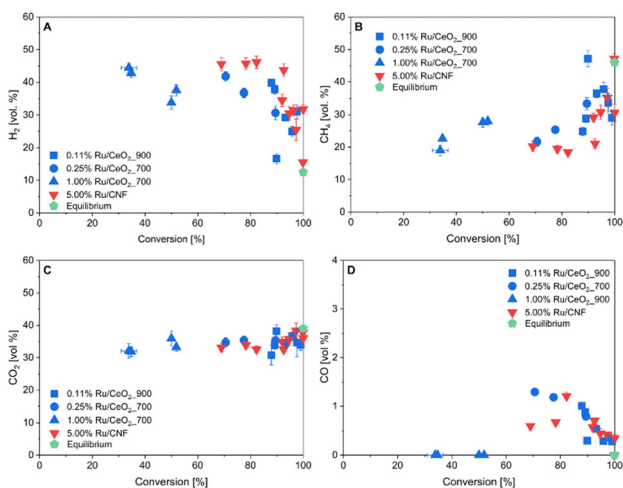 A
H2 [vol. %]
60
50
40
30
20
10
0
0.11% Ru/CeO2_900
0.25% Ru/CeO2_700
1.00% Ru/CeO2_700
5.00% Ru/CNF
Equilibrium
0 20 40 60 80 100
Conversion [%]
B
CH4 [vol. %]
60
50
40
30
20
10
0
0.11% Ru/CeO2_900
0.25% Ru/CeO2_700
1.00% Ru/CeO2_700
5.00% Ru/CNF
Equilibrium
0 20 40 60 80 100
Conversion [%]
C
CO2 [vol %]
60
50
40
30
20
10
0
0.11% Ru/CeO2_900
0.25% Ru/CeO2_700
1.00% Ru/CeO2_700
5.00% Ru/CNF
Equilibrium
0 20 40 60 80 100
Conversion [%]
D
CO [vol %]
4
3
2
1
0
0.11% Ru/CeO2_900
0.25% Ru/CeO2_700
1.00% Ru/CeO2_900
5.00% Ru/CNF
Equilibrium
0 20 40 60 80 100
Conversion [%]